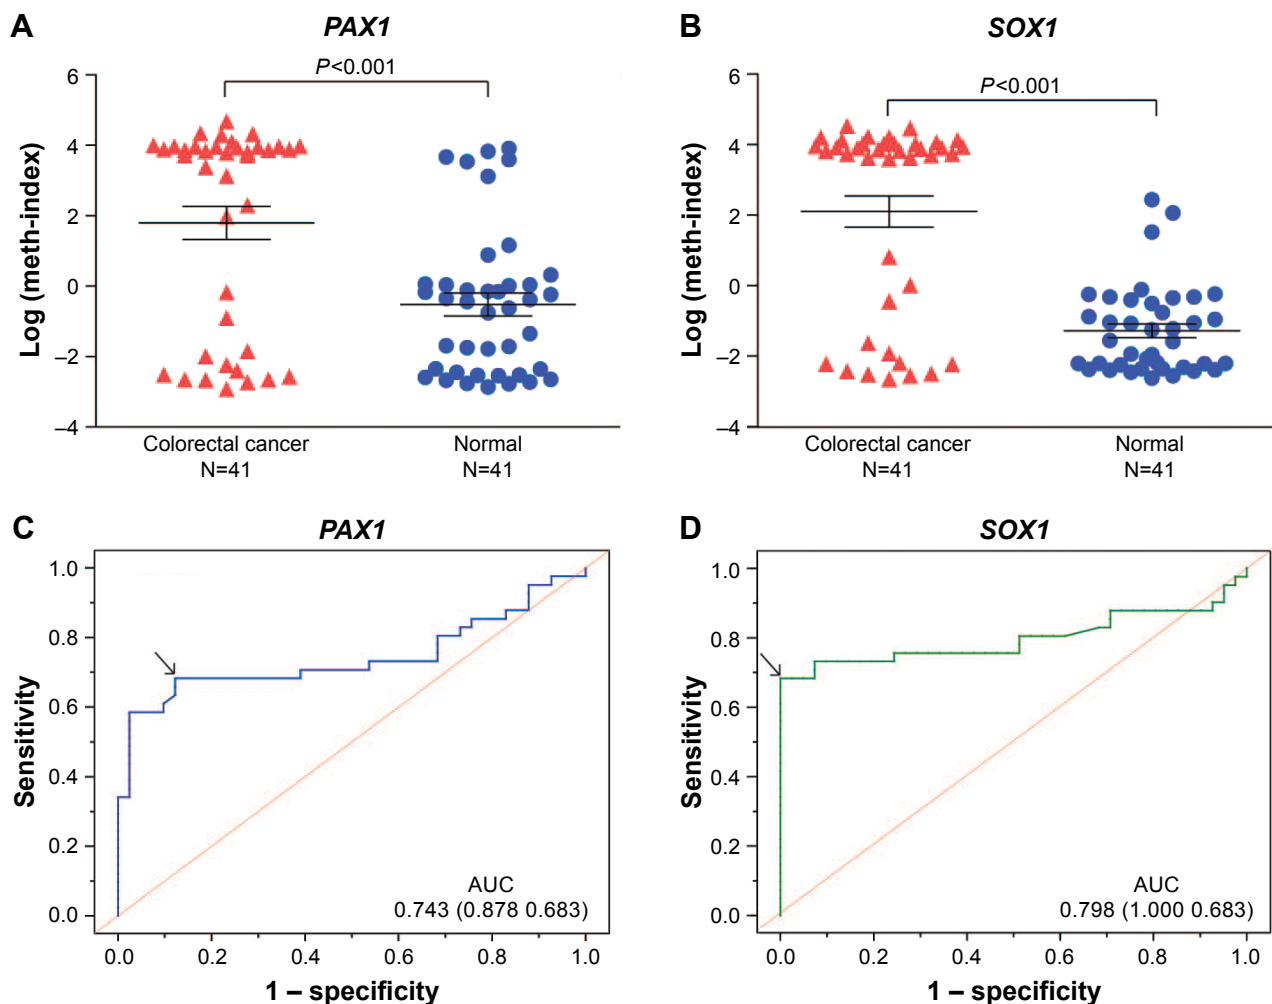 A
PAX1
P<0.001
6
4
2
0
–2
–4
Log (meth-index)
Colorectal cancer
N=41
Normal
N=41
B
SOX1
P<0.001
6
4
2
0
–2
–4
Log (meth-index)
Colorectal cancer
N=41
Normal
N=41
C
PAX1
1.0
0.8
0.6
0.4
0.2
0.0
Sensitivity
AUC
0.743 (0.878 0.683)
0.0 0.2 0.4 0.6 0.8 1.0
1 – specificity
D
SOX1
1.0
0.8
0.6
0.4
0.2
0.0
Sensitivity
AUC
0.798 (1.000 0.683)
0.0 0.2 0.4 0.6 0.8 1.0
1 – specificity